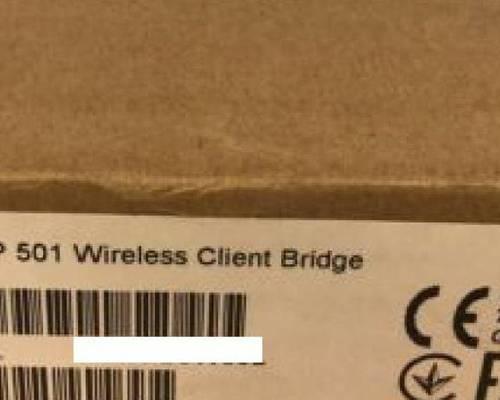 P 501 Wireless Client Bridge
CE